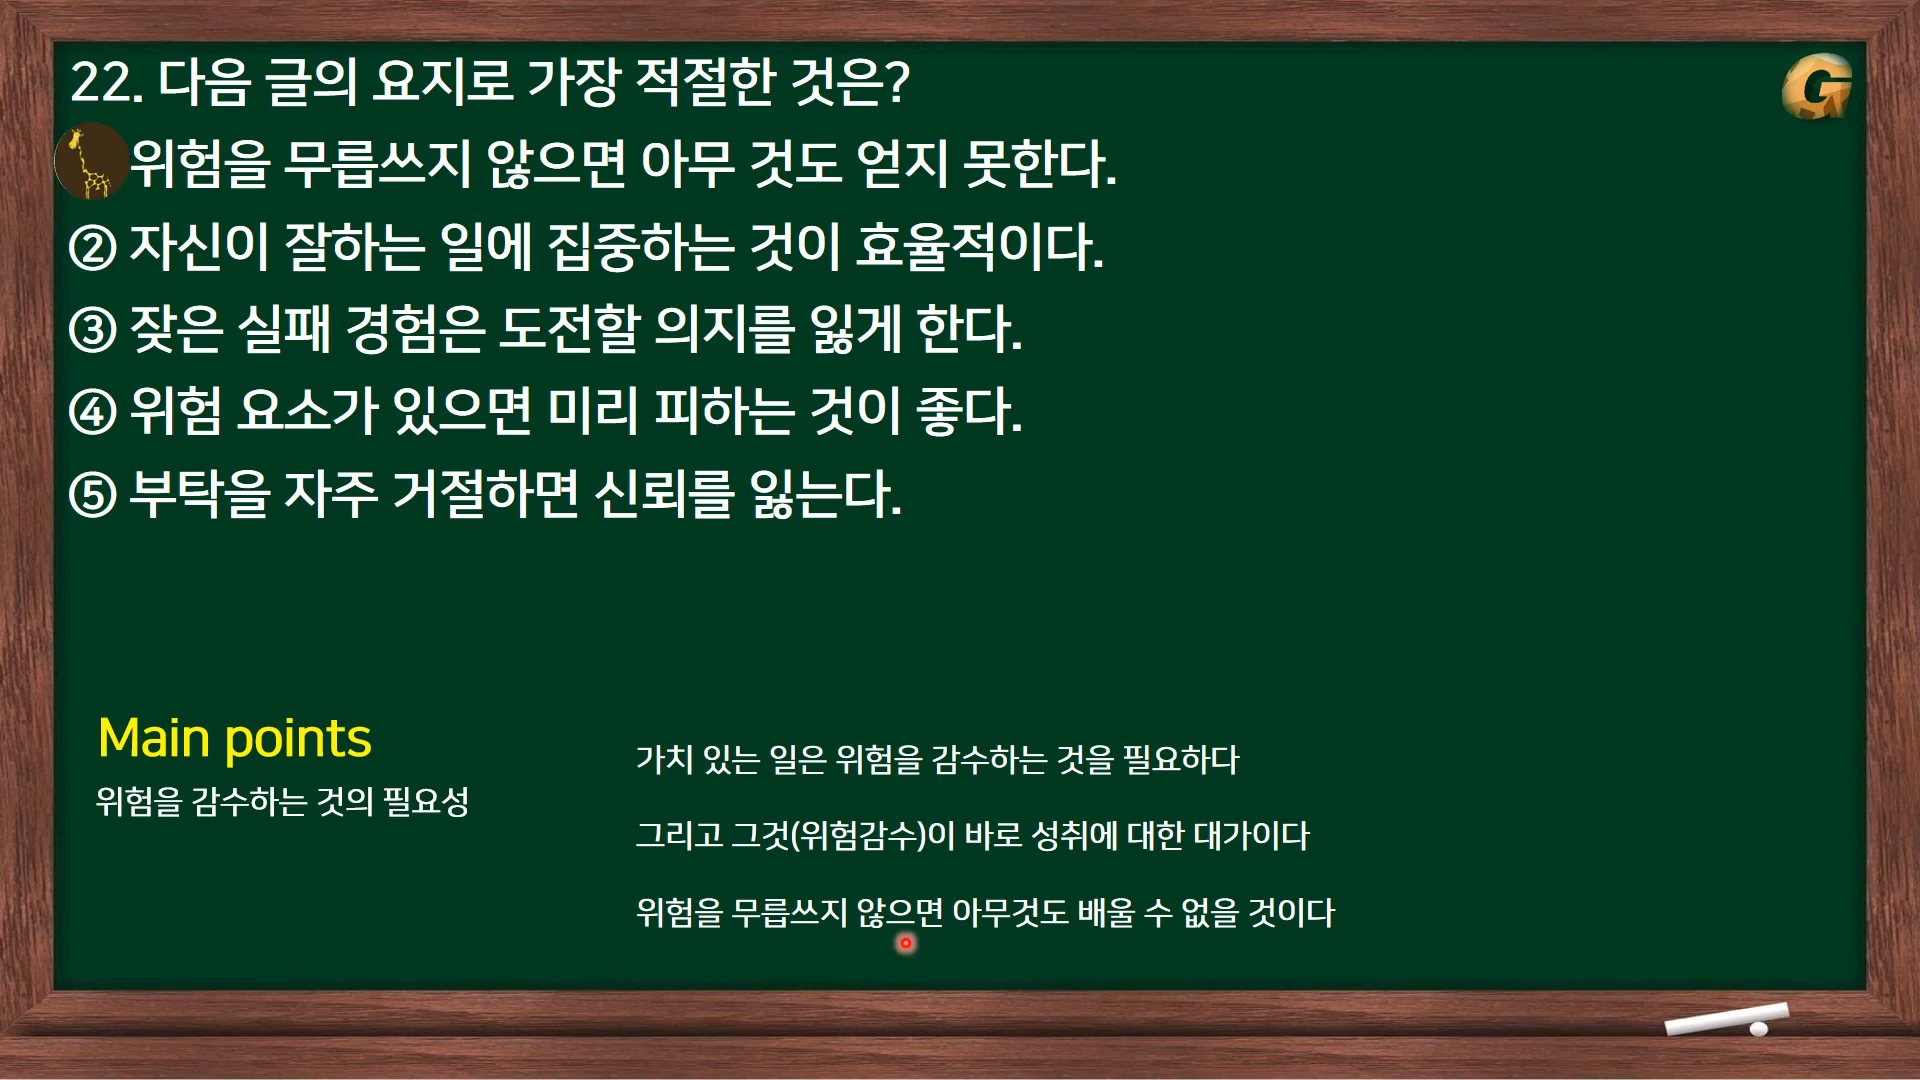 22. 다음 글의 요지로 가장 적절한 것은?
위험을 무릅쓰지 않으면 아무 것도 얻지 못한다.
② 자신이 잘하는 일에 집중하는 것이 효율적이다.
③ 잦은 실패 경험은 도전할 의지를 잃게 한다.
④ 위험 요소가 있으면 미리 피하는 것이 좋다.
⑤ 부탁을 자주 거절하면 신뢰를 잃는다.
Main points
위험을 감수하는 것의 필요성
가치 있는 일은 위험을 감수하는 것을 필요하다
그리고 그것(위험감수)이 바로 성취에 대한 대가이다
위험을 무릅쓰지 않으면 아무것도 배울 수 없을 것이다